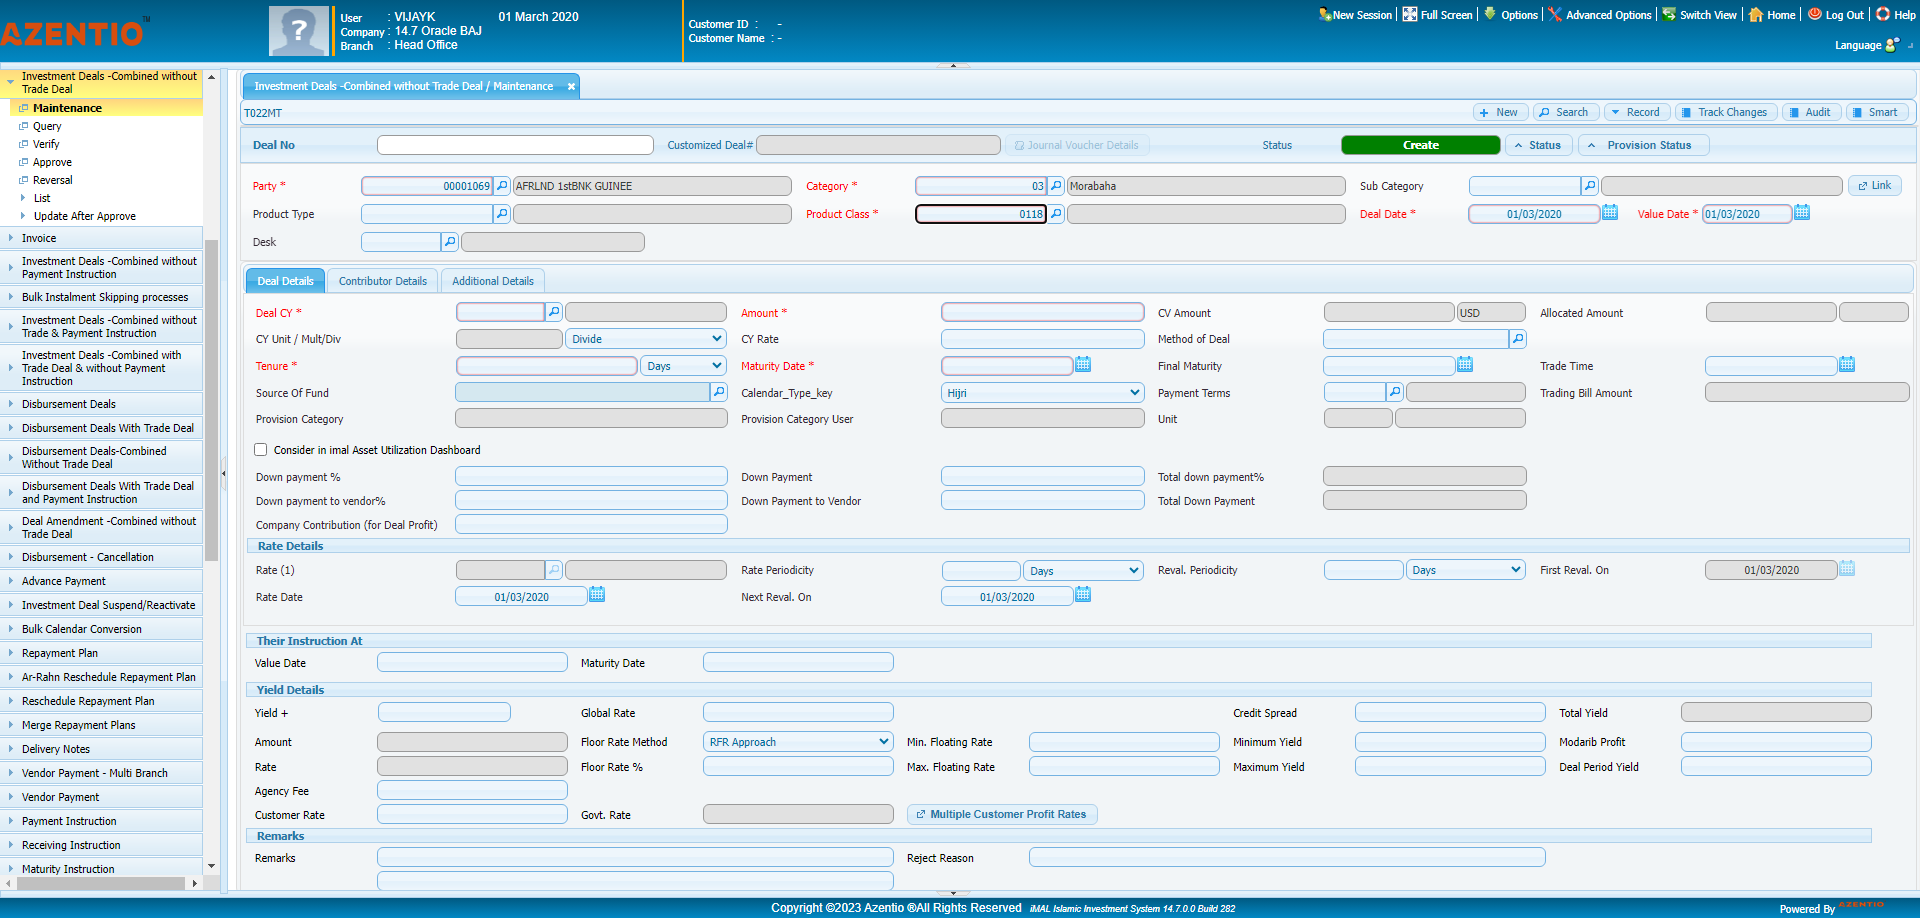 AZENTIO™
User : VIJAYK 01 March 2020
Company : 14.7 Oracle BAJ
Branch : Head Office
Customer ID : -
Customer Name : -
New Session Full Screen Options Advanced Options Switch View Home Log Out Help
Language
Investment Deals -Combined without
Trade Deal
Maintenance
Query
Verify
Approve
Reversal
List
Update After Approve
Invoice
Investment Deals -Combined without
Payment Instruction
Bulk Instalment Skipping processes
Investment Deals -Combined without
Trade & Payment Instruction
Investment Deals -Combined with
Trade Deal & without Payment
Instruction
Disbursement Deals
Disbursement Deals With Trade Deal
Disbursement Deals-Combined
Without Trade Deal
Disbursement Deals With Trade Deal
and Payment Instruction
Deal Amendment -Combined without
Trade Deal
Disbursement - Cancellation
Advance Payment
Investment Deal Suspend/Reactivate
Bulk Calendar Conversion
Repayment Plan
Ar-Rahn Reschedule Repayment Plan
Reschedule Repayment Plan
Merge Repayment Plans
Delivery Notes
Vendor Payment - Multi Branch
Vendor Payment
Payment Instruction
Receiving Instruction
Maturity Instruction
Investment Deals -Combined without Trade Deal / Maintenance
T022MT New Search Record Track Changes Audit Smart
Deal No Customized Deal# Journal Voucher Details Status Create Status Provision Status
Party * 00001069 AFRLND 1stBNK GUINEE Category * 03 Morabaha Sub Category Link
Product Type Product Class * 0118 Deal Date * 01/03/2020 Value Date * 01/03/2020
Desk
Deal Details Contributor Details Additional Details
Deal CY * Amount * CV Amount USD Allocated Amount
CY Unit / Mult/Div Divide CY Rate Method of Deal
Tenure * Days Maturity Date * Final Maturity Trade Time
Source Of Fund Calendar_Type_key Hijri Payment Terms Trading Bill Amount
Provision Category Provision Category User Unit
Consider in imal Asset Utilization Dashboard
Down payment % Down Payment Total down payment%
Down payment to vendor% Down Payment to Vendor Total Down Payment
Company Contribution (for Deal Profit)
Rate Details
Rate (1) Rate Periodicity Days Reval. Periodicity Days First Reval. On 01/03/2020
Rate Date 01/03/2020 Next Reval. On 01/03/2020
Their Instruction At
Value Date Maturity Date
Yield Details
Yield + Global Rate Credit Spread Total Yield
Amount Floor Rate Method RFR Approach Min. Floating Rate Minimum Yield Modarib Profit
Rate Floor Rate % Max. Floating Rate Maximum Yield Deal Period Yield
Agency Fee
Customer Rate Govt. Rate Multiple Customer Profit Rates
Remarks
Remarks Reject Reason
Copyright ©2023 Azentio ®All Rights Reserved iMAL Islamic Investment System 14.7.0.0 Build 282
Powered By AZENTIO